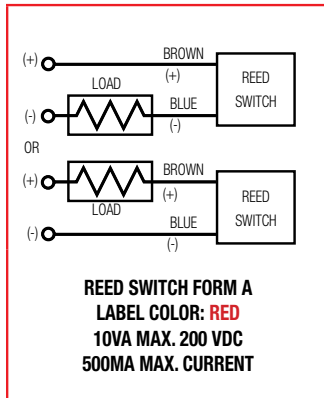 (+) BROWN
(+)
LOAD
REED
SWITCH
(-) BLUE
(-)
OR
(+) BROWN
(+)
LOAD
REED
SWITCH
(-) BLUE
(-)
REED SWITCH FORM A
LABEL COLOR: RED
10VA MAX. 200 VDC
500MA MAX. CURRENT